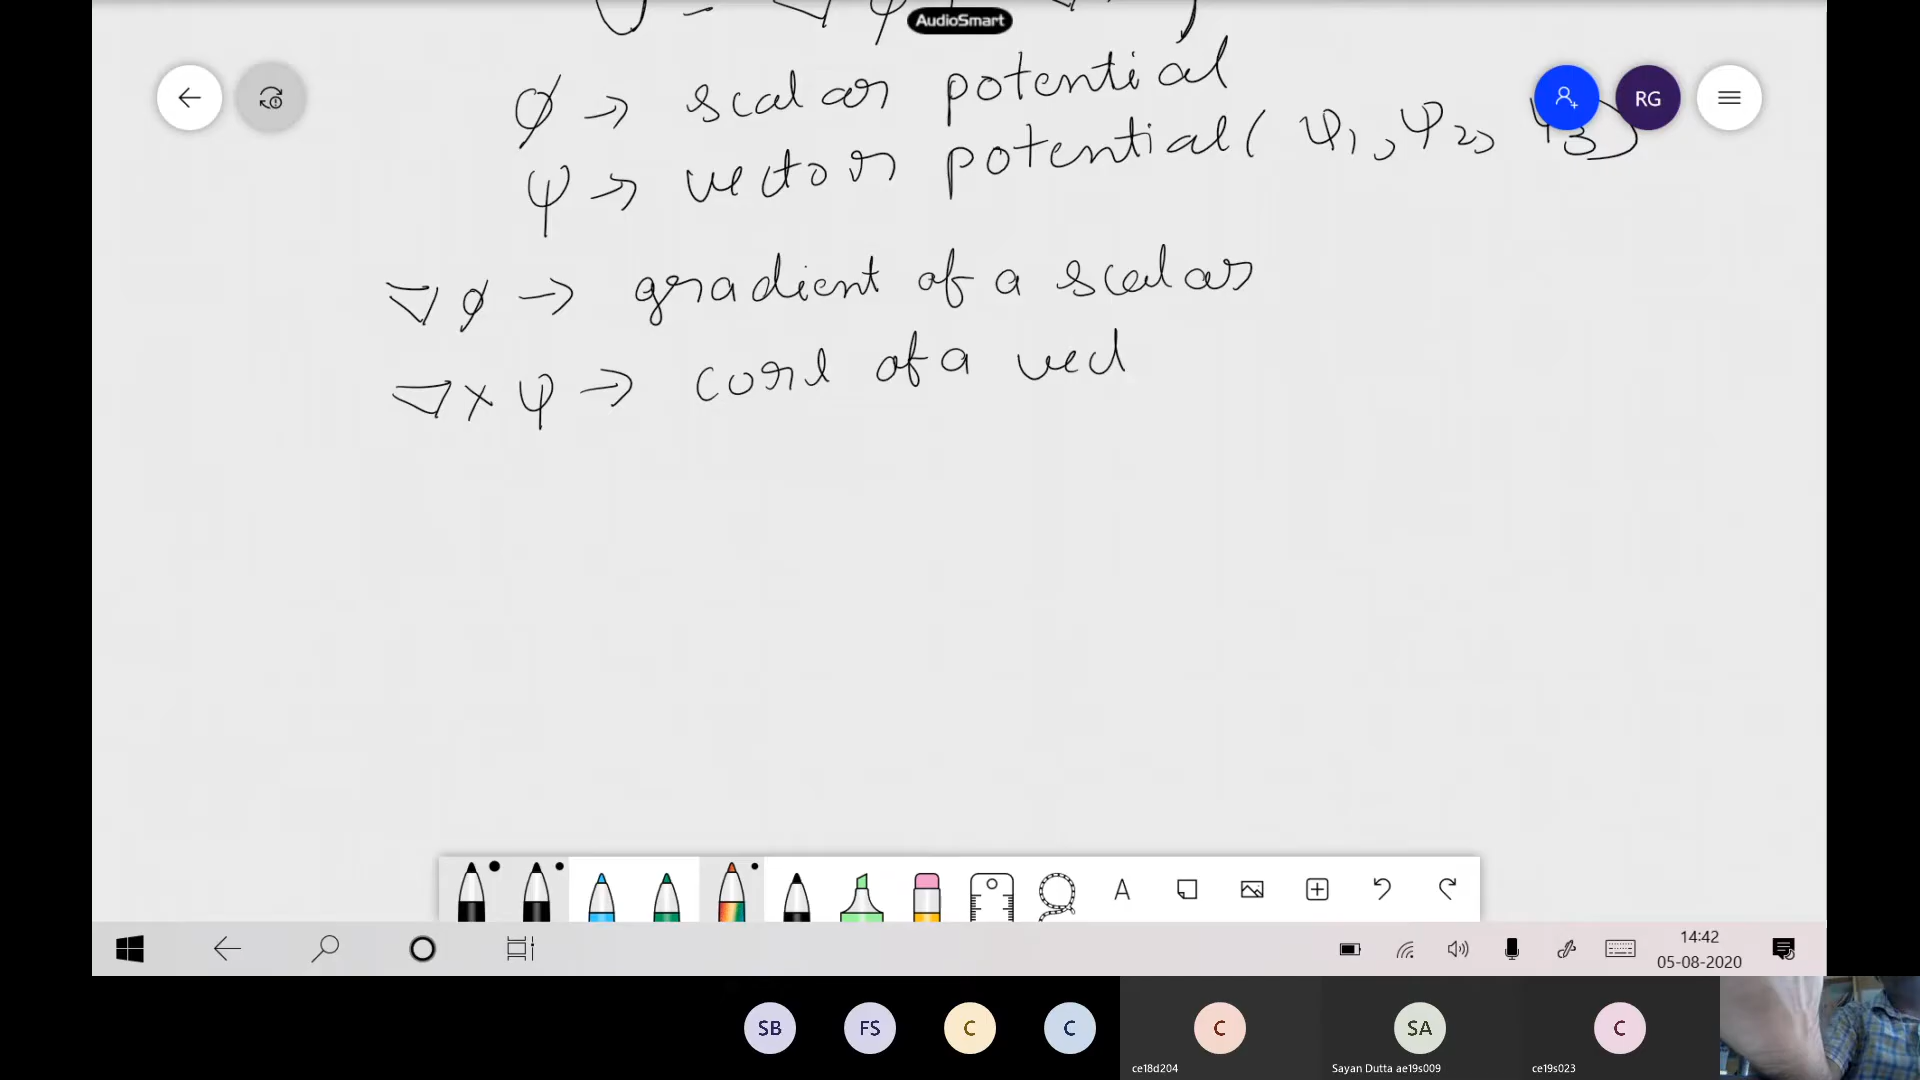 AudioSmart
ϕ → scalar potential
ψ → vector potential ( ψ1, ψ2, ψ3 )
RG
∇ϕ → gradient of a scalar
∇ × ψ → corl of a vect
A
14:42
05-08-2020
SB FS C C C SA C
ce18d204 Sayan Dutta ae19s009 ce19s023